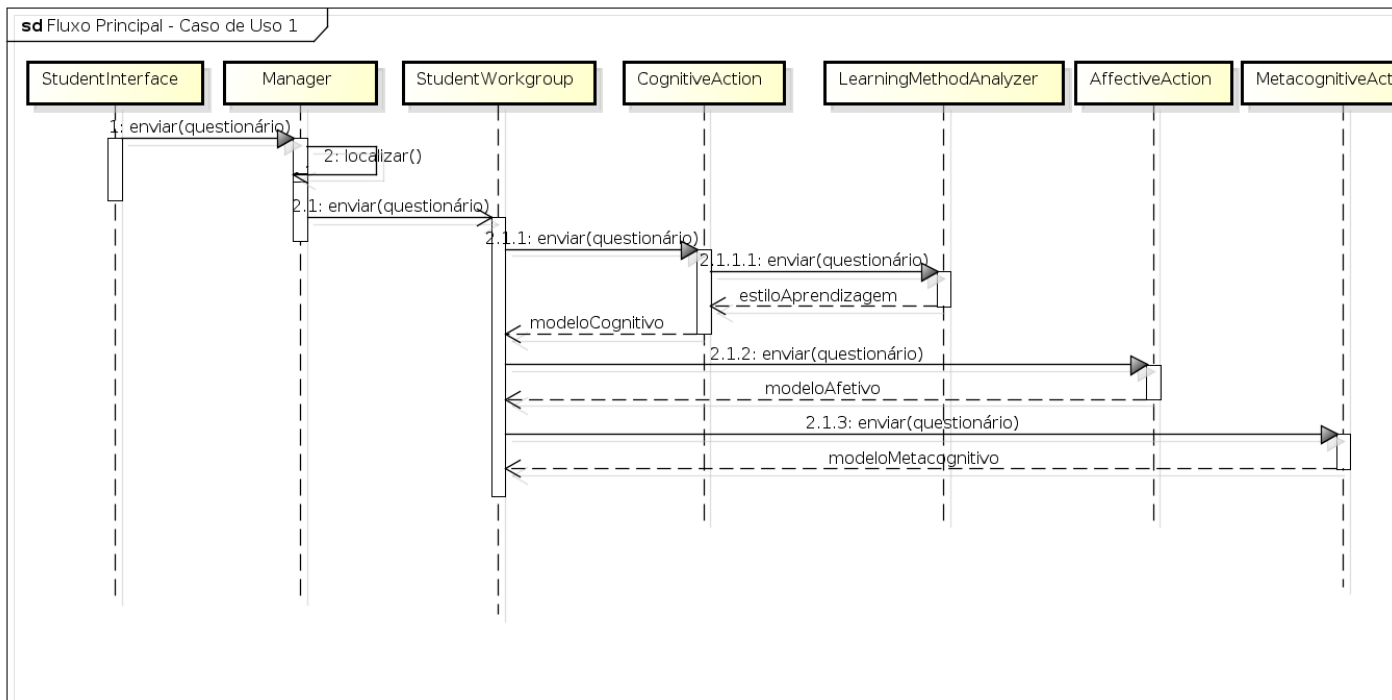 sd Fluxo Principal - Caso de Uso 1
StudentInterface
Manager
StudentWorkgroup
CognitiveAction
LearningMethodAnalyzer
AffectiveAction
MetacognitiveAct
1: enviar(questionário)
2: localizar()
2.1: enviar(questionário)
2.1.1: enviar(questionário)
2.1.1.1: enviar(questionário)
estiloAprendizagem
modeloCognitivo
2.1.2: enviar(questionário)
modeloAfetivo
2.1.3: enviar(questionário)
modeloMetacognitivo